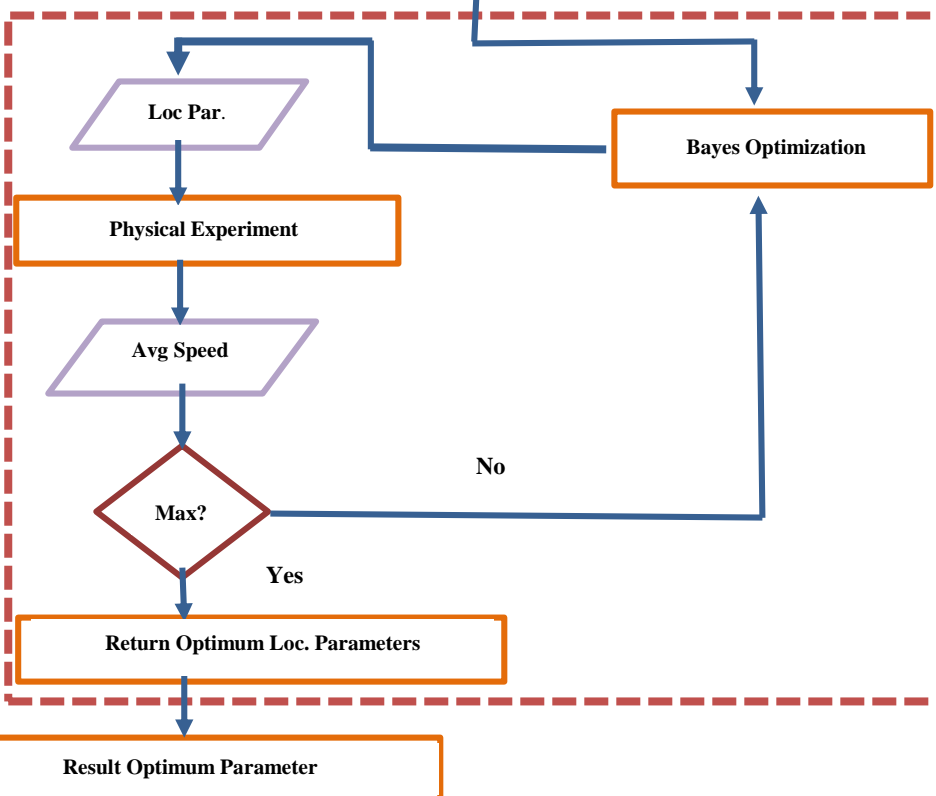 Loc Par.
Bayes Optimization
Physical Experiment
Avg Speed
No
Max?
Yes
Return Optimum Loc. Parameters
Result Optimum Parameter